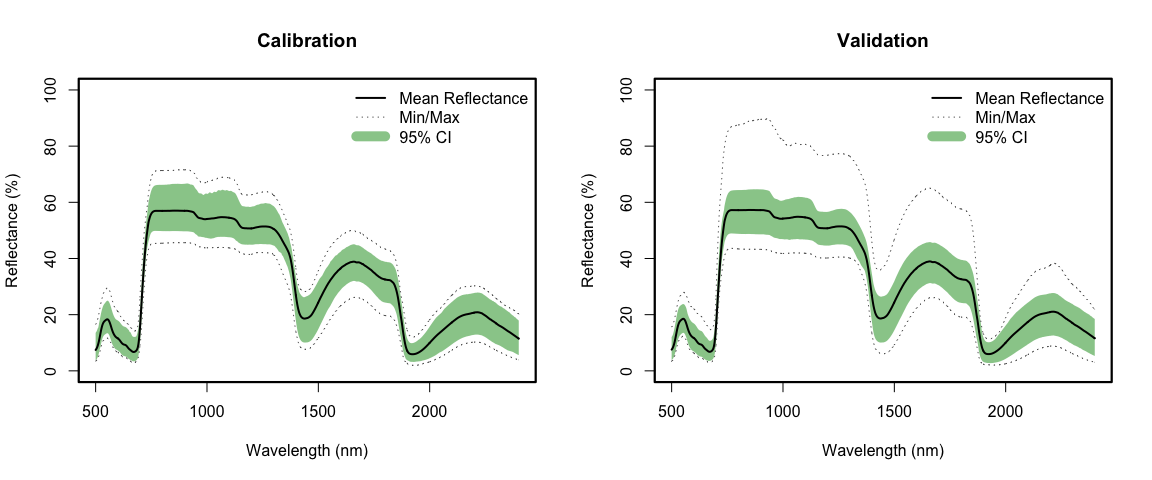 Calibration
Mean Reflectance
Min/Max
95% CI
Reflectance (%)
100
80
60
40
20
0
500 1000 1500 2000
Wavelength (nm)
Validation
Mean Reflectance
Min/Max
95% CI
Reflectance (%)
100
80
60
40
20
0
500 1000 1500 2000
Wavelength (nm)